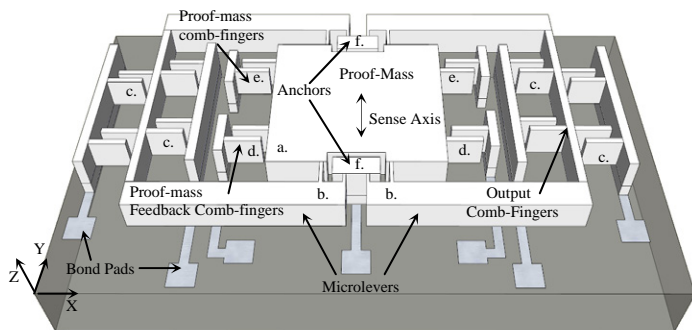 Proof-mass
comb-fingers
f.
e.
Proof-Mass
e.
c.
c.
c.
Anchors
Sense Axis
c.
d.
d.
c.
a.
f.
b.
b.
Proof-mass
Feedback Comb-fingers
Output
Comb-Fingers
Y
Z
X
Bond Pads
Microlevers